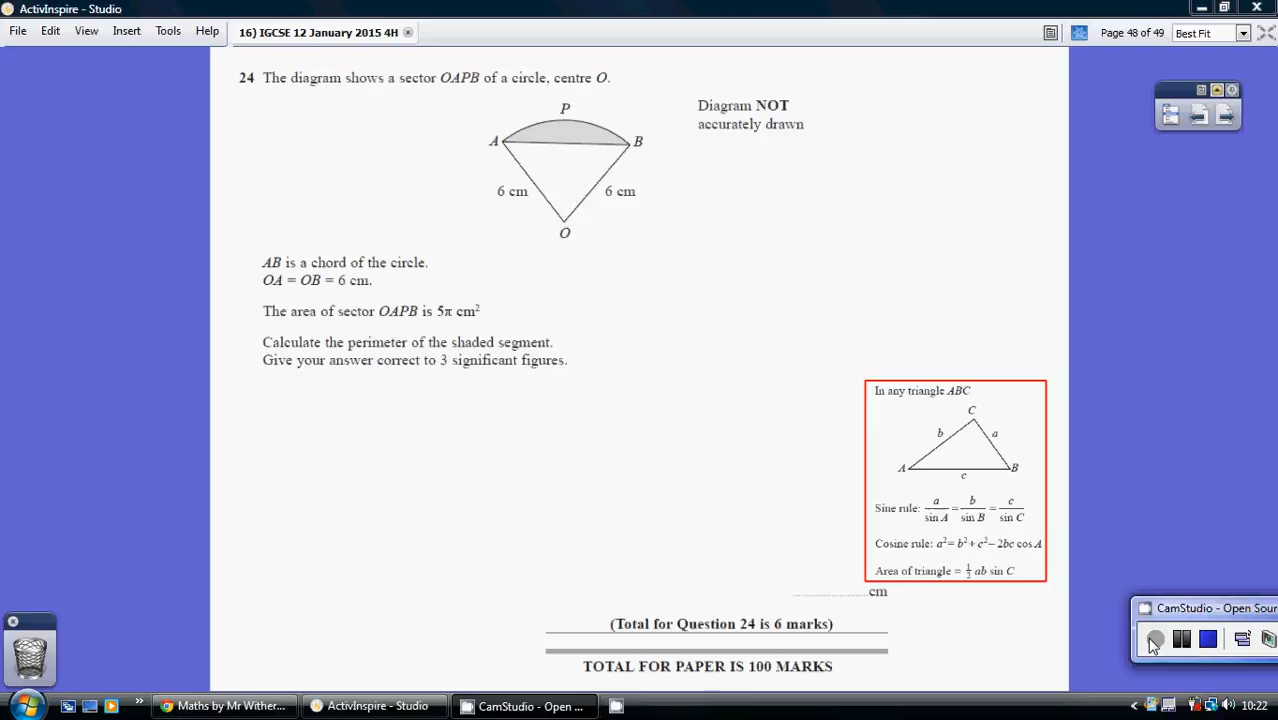 ActivInspire - Studio
File Edit View Insert Tools Help
16) IGCSE 12 January 2015 4H
Page 48 of 49
Best Fit
24 The diagram shows a sector OAPB of a circle, centre O.
P
A
B
6 cm
6 cm
O
Diagram NOT
accurately drawn
AB is a chord of the circle.
OA = OB = 6 cm.
The area of sector OAPB is 5π cm²
Calculate the perimeter of the shaded segment.
Give your answer correct to 3 significant figures.
In any triangle ABC
C
b
a
A
B
c
Sine rule: a/sin A = b/sin B = c/sin C
Cosine rule: a² = b² + c² – 2bc cos A
Area of triangle = ½ ab sin C
....................cm
(Total for Question 24 is 6 marks)
TOTAL FOR PAPER IS 100 MARKS
CamStudio - Open Sour
Maths by Mr Wither...
ActivInspire - Studio
CamStudio - Open ...
10:22